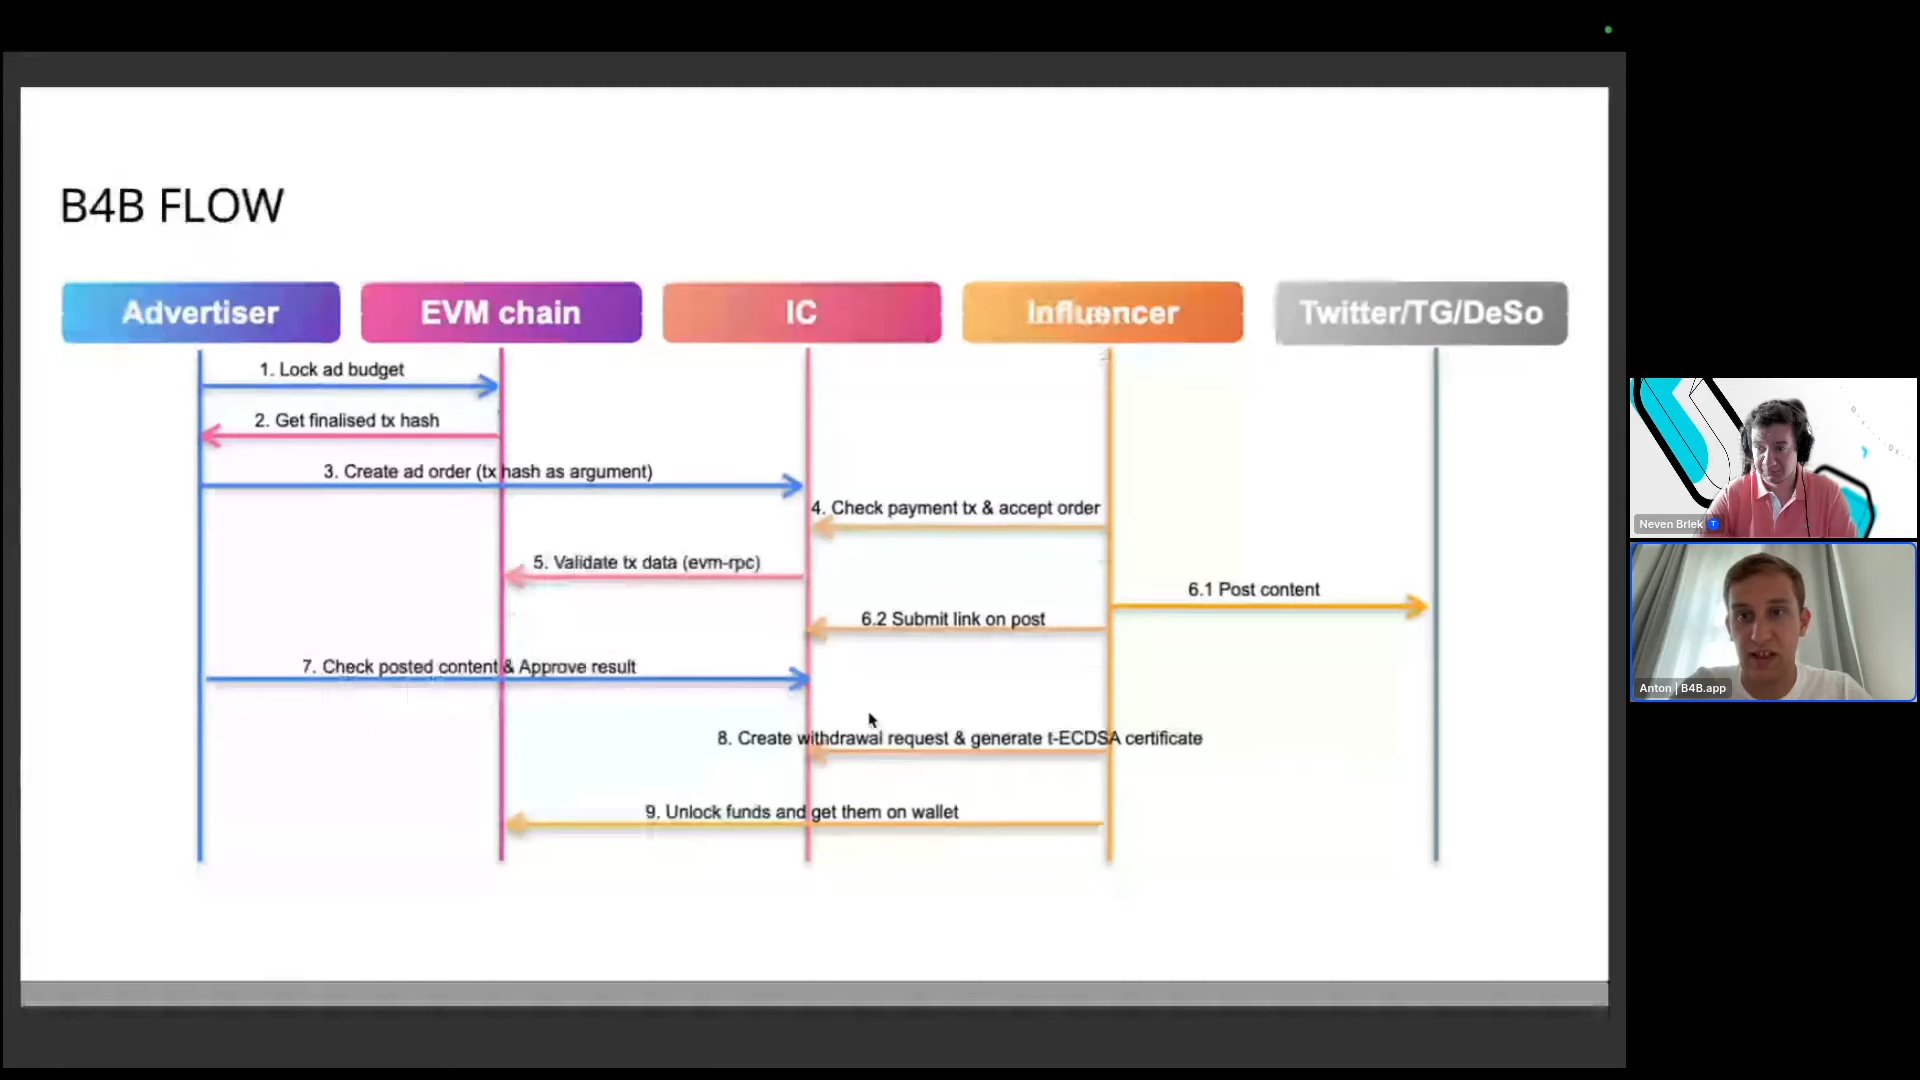 B4B FLOW
Advertiser
EVM chain
IC
Influencer
Twitter/TG/DeSo
1. Lock ad budget
2. Get finalised tx hash
3. Create ad order (tx hash as argument)
4. Check payment tx & accept order
5. Validate tx data (evm-rpc)
6.1 Post content
6.2 Submit link on post
7. Check posted content & Approve result
8. Create withdrawal request & generate t-ECDSA certificate
9. Unlock funds and get them on wallet
Neven Brlek
Anton | B4B.app